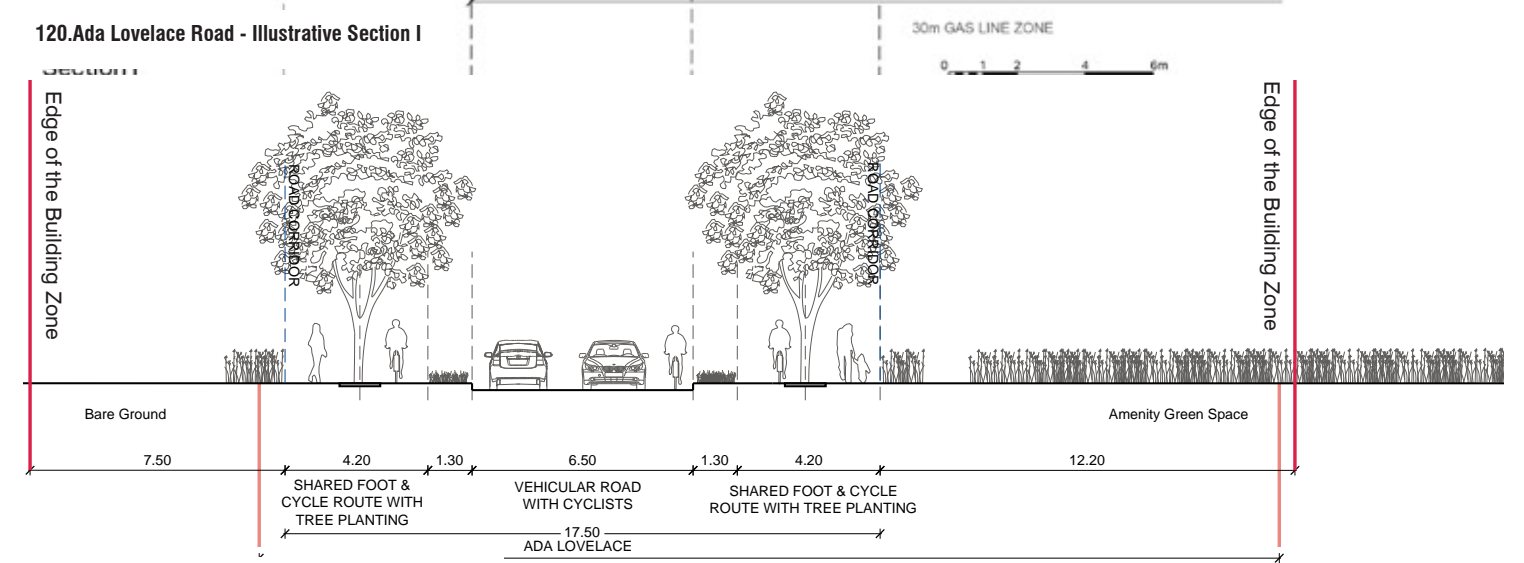 120.Ada Lovelace Road - Illustrative Section I
30m GAS LINE ZONE
0 1 2 4 6m
Edge of the Building Zone
ROAD CORRIDOR
ROAD CORRIDOR
Edge of the Building Zone
Bare Ground
Amenity Green Space
7.50
4.20
1.30
6.50
1.30
4.20
12.20
SHARED FOOT &
CYCLE ROUTE WITH
TREE PLANTING
VEHICULAR ROAD
WITH CYCLISTS
SHARED FOOT & CYCLE
ROUTE WITH TREE PLANTING
17.50
ADA LOVELACE